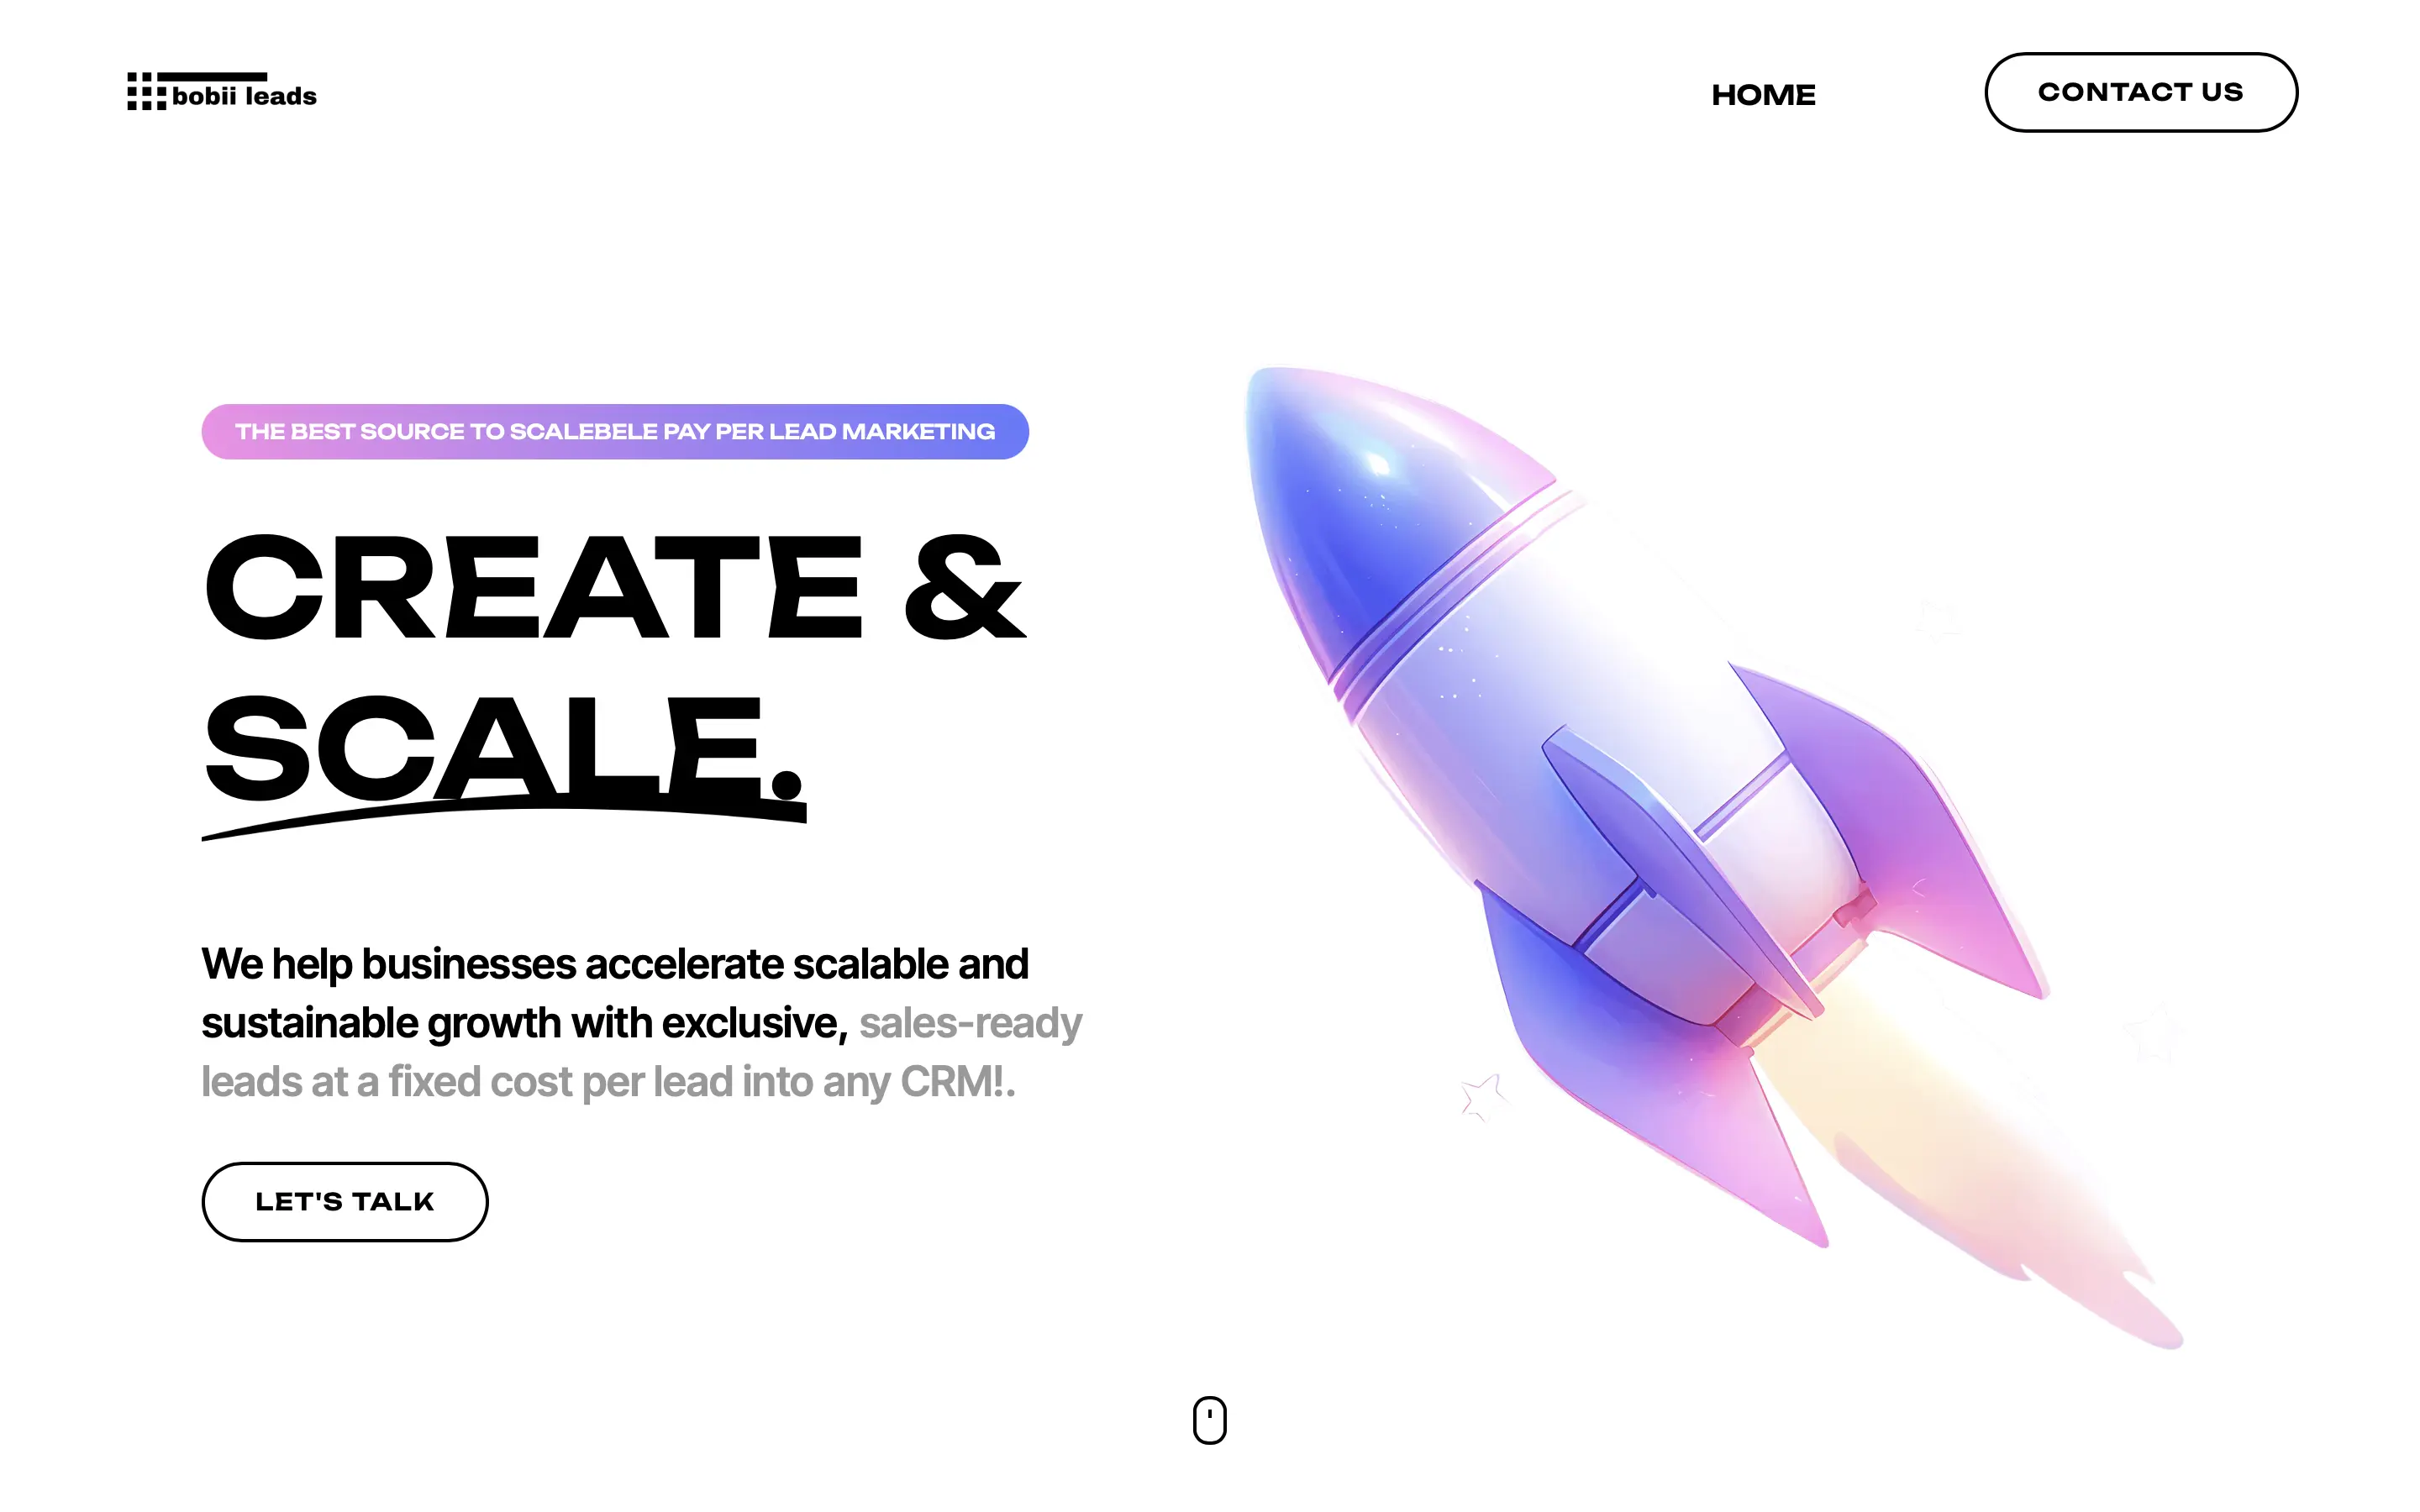 bobii leads
HOME
CONTACT US
THE BEST SOURCE TO SCALEBELE PAY PER LEAD MARKETING
CREATE &
SCALE.
We help businesses accelerate scalable and
sustainable growth with exclusive, sales-ready
leads at a fixed cost per lead into any CRM!.
LET'S TALK